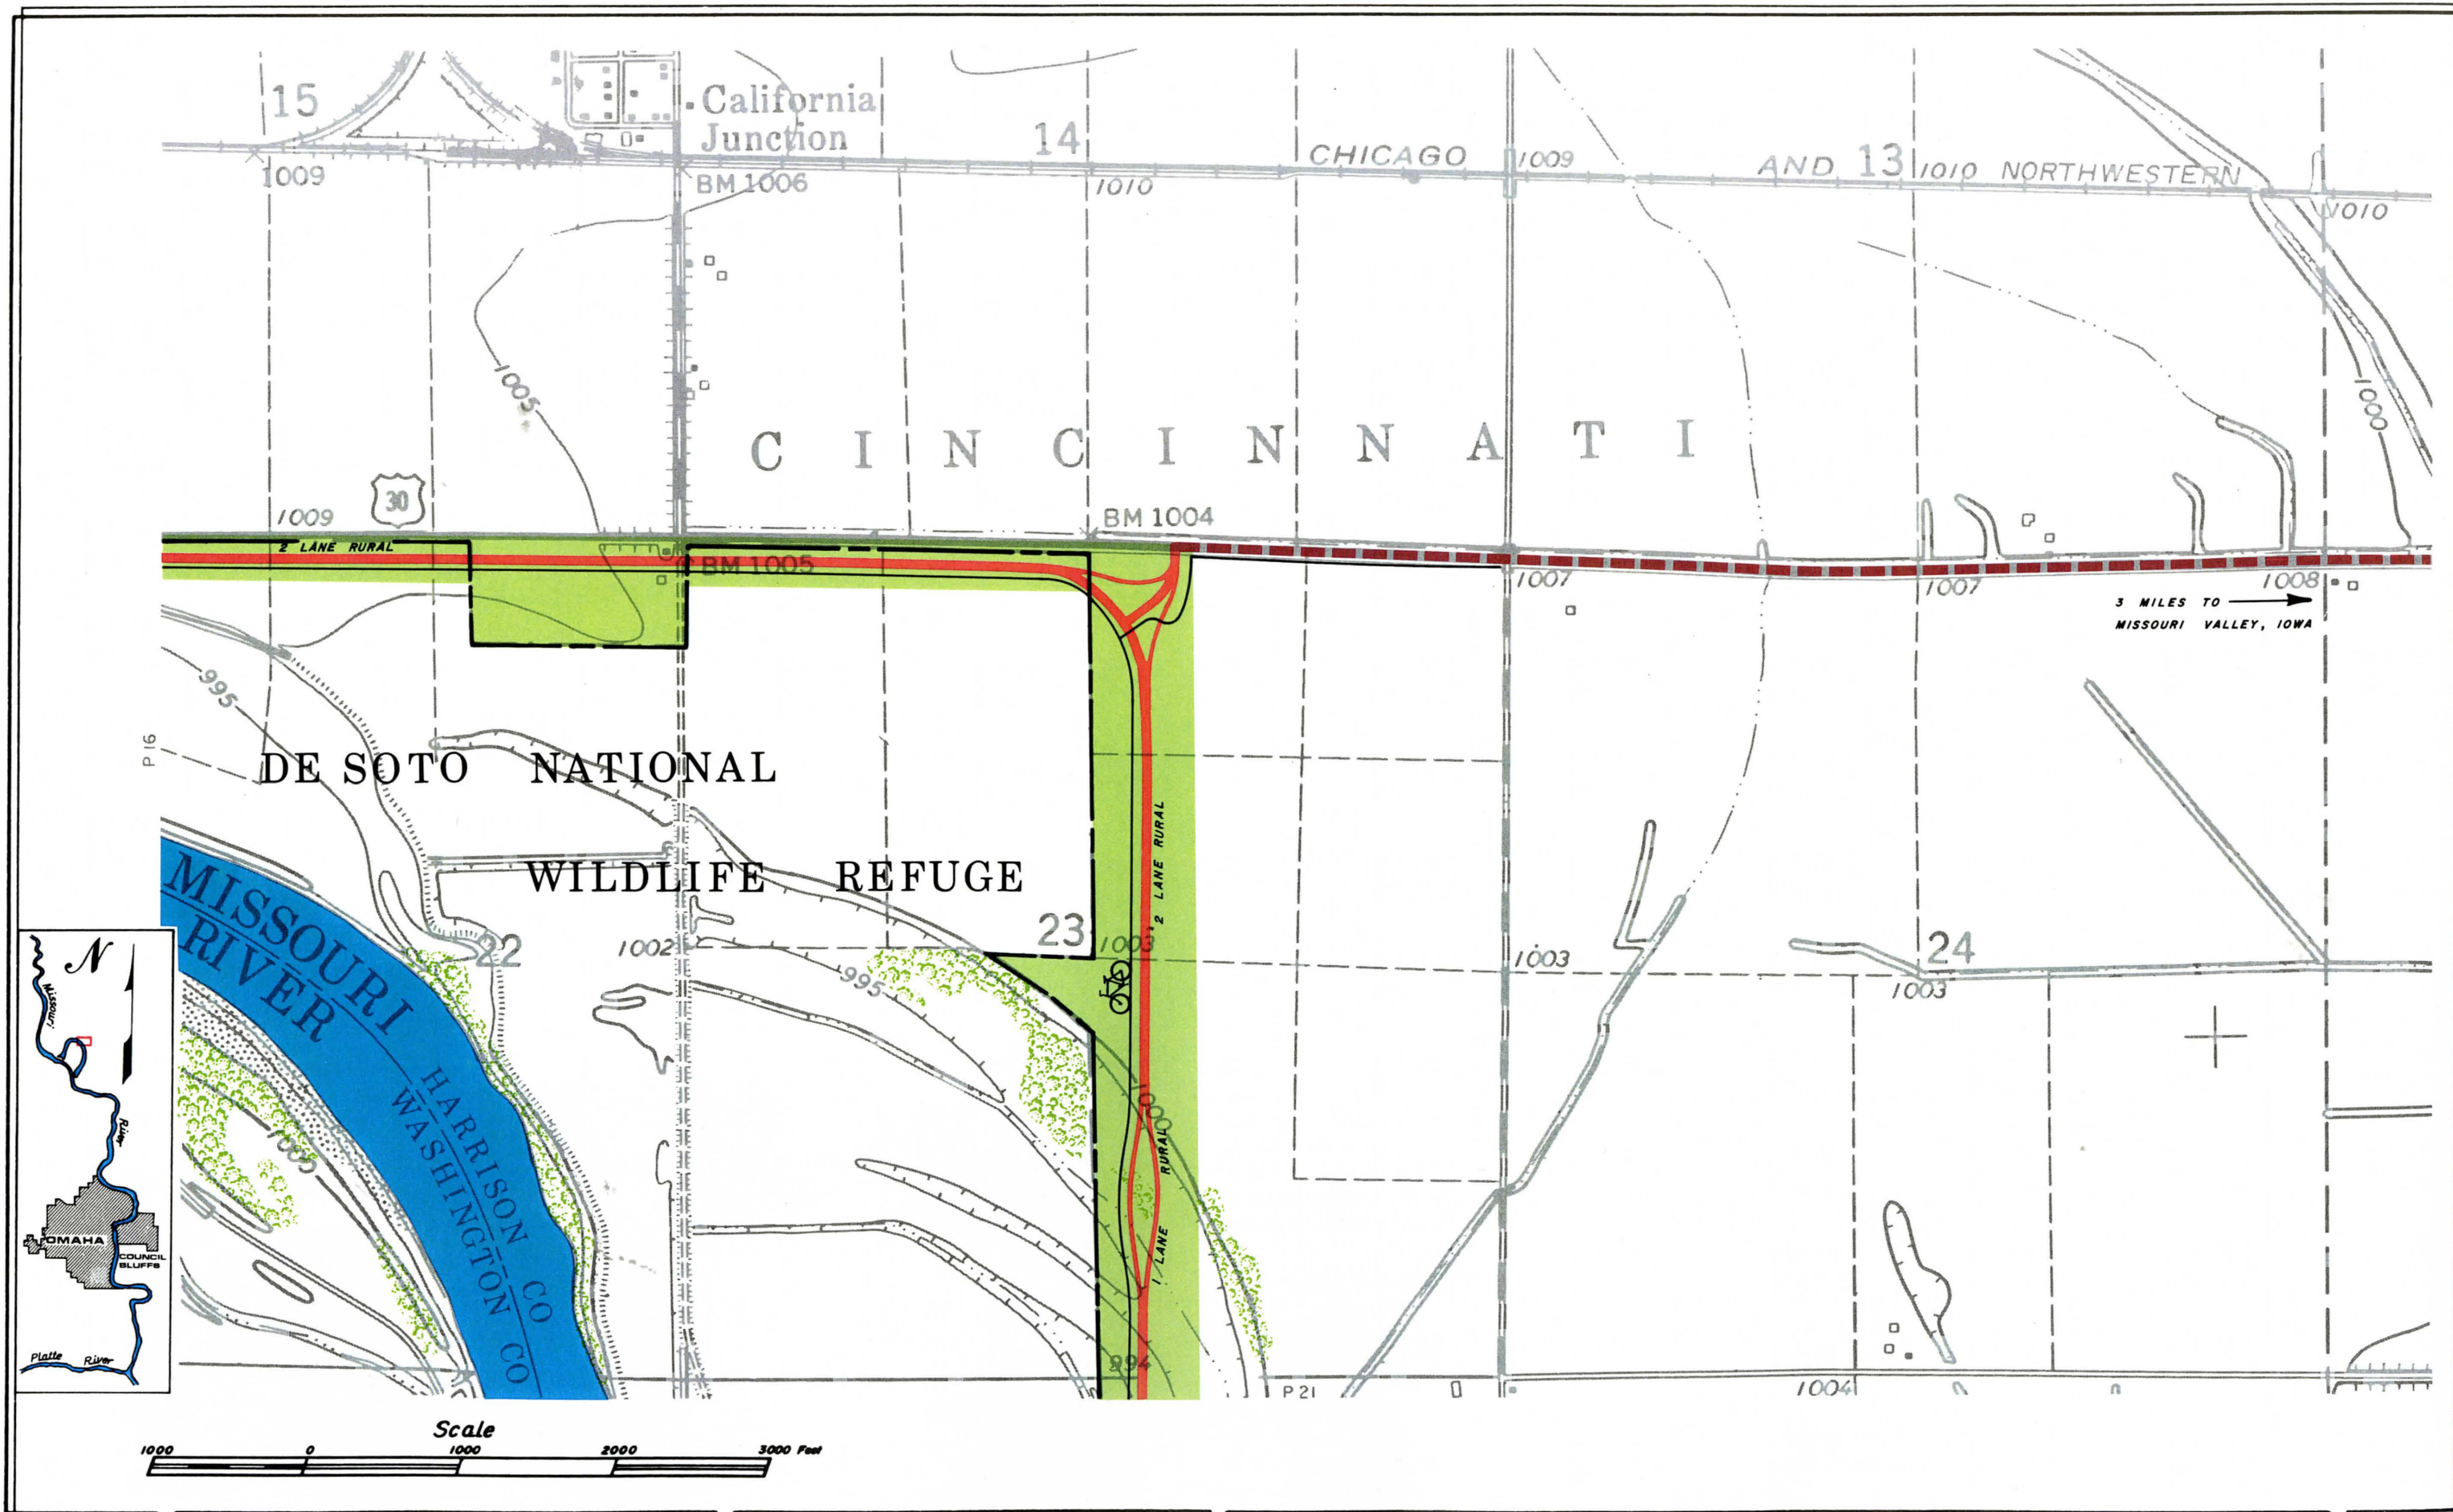 15
California
Junction
14
CHICAGO
1009
AND
13
1010
NORTHWESTERN
1009
BM 1006
1010
1010
1005
1000
CINCINNATI
30
1009
BM 1004
2 LANE RURAL
BM 1005
1007
1007
1008
3 MILES TO
MISSOURI VALLEY, IOWA
995
P 16
DE SOTO NATIONAL
WILDLIFE REFUGE
2 LANE RURAL
MISSOURI
RIVER
22
1002
23
1003
1003
24
1003
995
N
Missouri
River
HARRISON CO
WASHINGTON CO
1000
1000
1 LANE RURAL
OMAHA
COUNCIL
BLUFFS
Platte River
994
P 21
1004
Scale
1000 0 1000 2000 3000 Feet